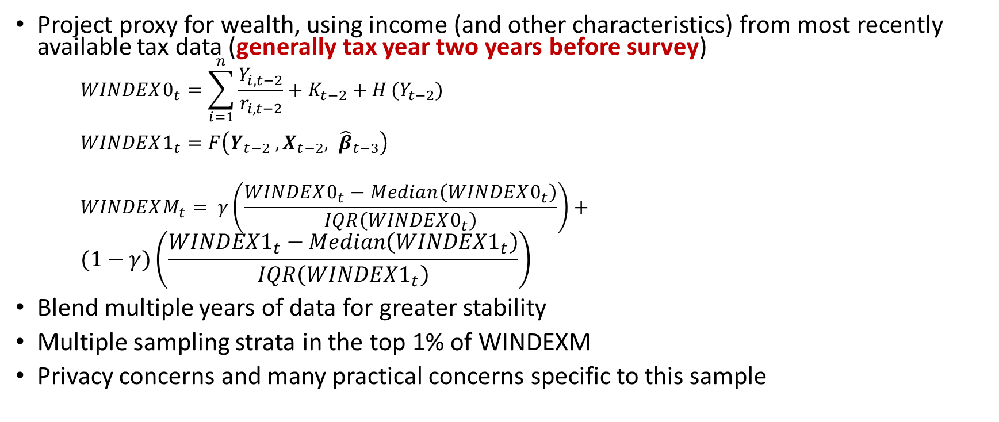 • Project proxy for wealth, using income (and other characteristics) from most recently
available tax data (generally tax year two years before survey)
$WINDEX0_t = \sum_{i=1}^{n} \frac{Y_{i,t-2}}{r_{i,t-2}} + K_{t-2} + H\,(Y_{t-2})$
$WINDEX1_t = F(\boldsymbol{Y}_{t-2}, \boldsymbol{X}_{t-2}, \widehat{\boldsymbol{\beta}}_{t-3})$
$WINDEXM_t = \gamma \left( \frac{WINDEX0_t - Median(WINDEX0_t)}{IQR(WINDEX0_t)} \right) +$
$(1 - \gamma) \left( \frac{WINDEX1_t - Median(WINDEX1_t)}{IQR(WINDEX1_t)} \right)$
• Blend multiple years of data for greater stability
• Multiple sampling strata in the top 1% of WINDEXM
• Privacy concerns and many practical concerns specific to this sample